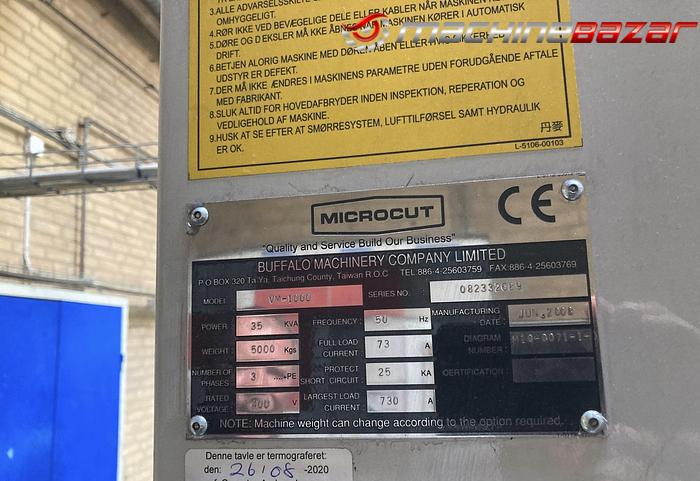 3.ALLE ADVARSELSSKILTE
OMHYGGELIGT.
4.RØR IKKE VED BEVÆGELIGE DELE ELLER KABLER NÅR MASKINEN
5.DØRE OG DEKSLER MÅ IKKE ÅBNES NÅR MASKINEN KØRER I AUTOMATISK
DRIFT.
6.BETJEN ALDRIG MASKINE MED DØREN ÅBEN ELLER HVIS SIKKERHEDS
UDSTYR ER DEFEKT.
7.DER MÅ IKKE ÆNDRES I MASKINENS PARAMETRE UDEN FORUDGÅENDE AFTALE
MED FABRIKANT.
8.SLUK ALTID FOR HOVEDAFBRYDER INDEN INSPEKTION, REPERATION OG
VEDLIGEHOLD AF MASKINE.
9.HUSK AT SE EFTER AT SMØRRESYSTEM, LUFTTILFØRSEL SAMT HYDRAULIK
ER OK.
丹麥
L-5106-00103
machineBazar
MICROCUT
CE
"Quality and Service Build Our Business"
BUFFALO MACHINERY COMPANY LIMITED
P.O BOX 320 Ta Ya, Taichung County, Taiwan R.O.C TEL.886-4-25603759 FAX:886-4-25603769
MODEL: VM-1000 SERIES NO.: 082332089
POWER : 35 KVA FREQUENCY : 50 Hz MANUFACTURING DATE : JUN.2008
WEIGHT : 5000 Kgs FULL LOAD CURRENT : 73 A DIAGRAM NUMBER :
NUMBER OF PHASES : 3 ....+PE PROTECT SHORT CIRCUIT : 25 KA CERTIFICATION :
RATED VOLTAGE : 400 V LARGEST LOAD CURRENT : 730 A
NOTE: Machine weight can change according to the option required.
Denne tavle er termograferet:
den: 26/08 -2020